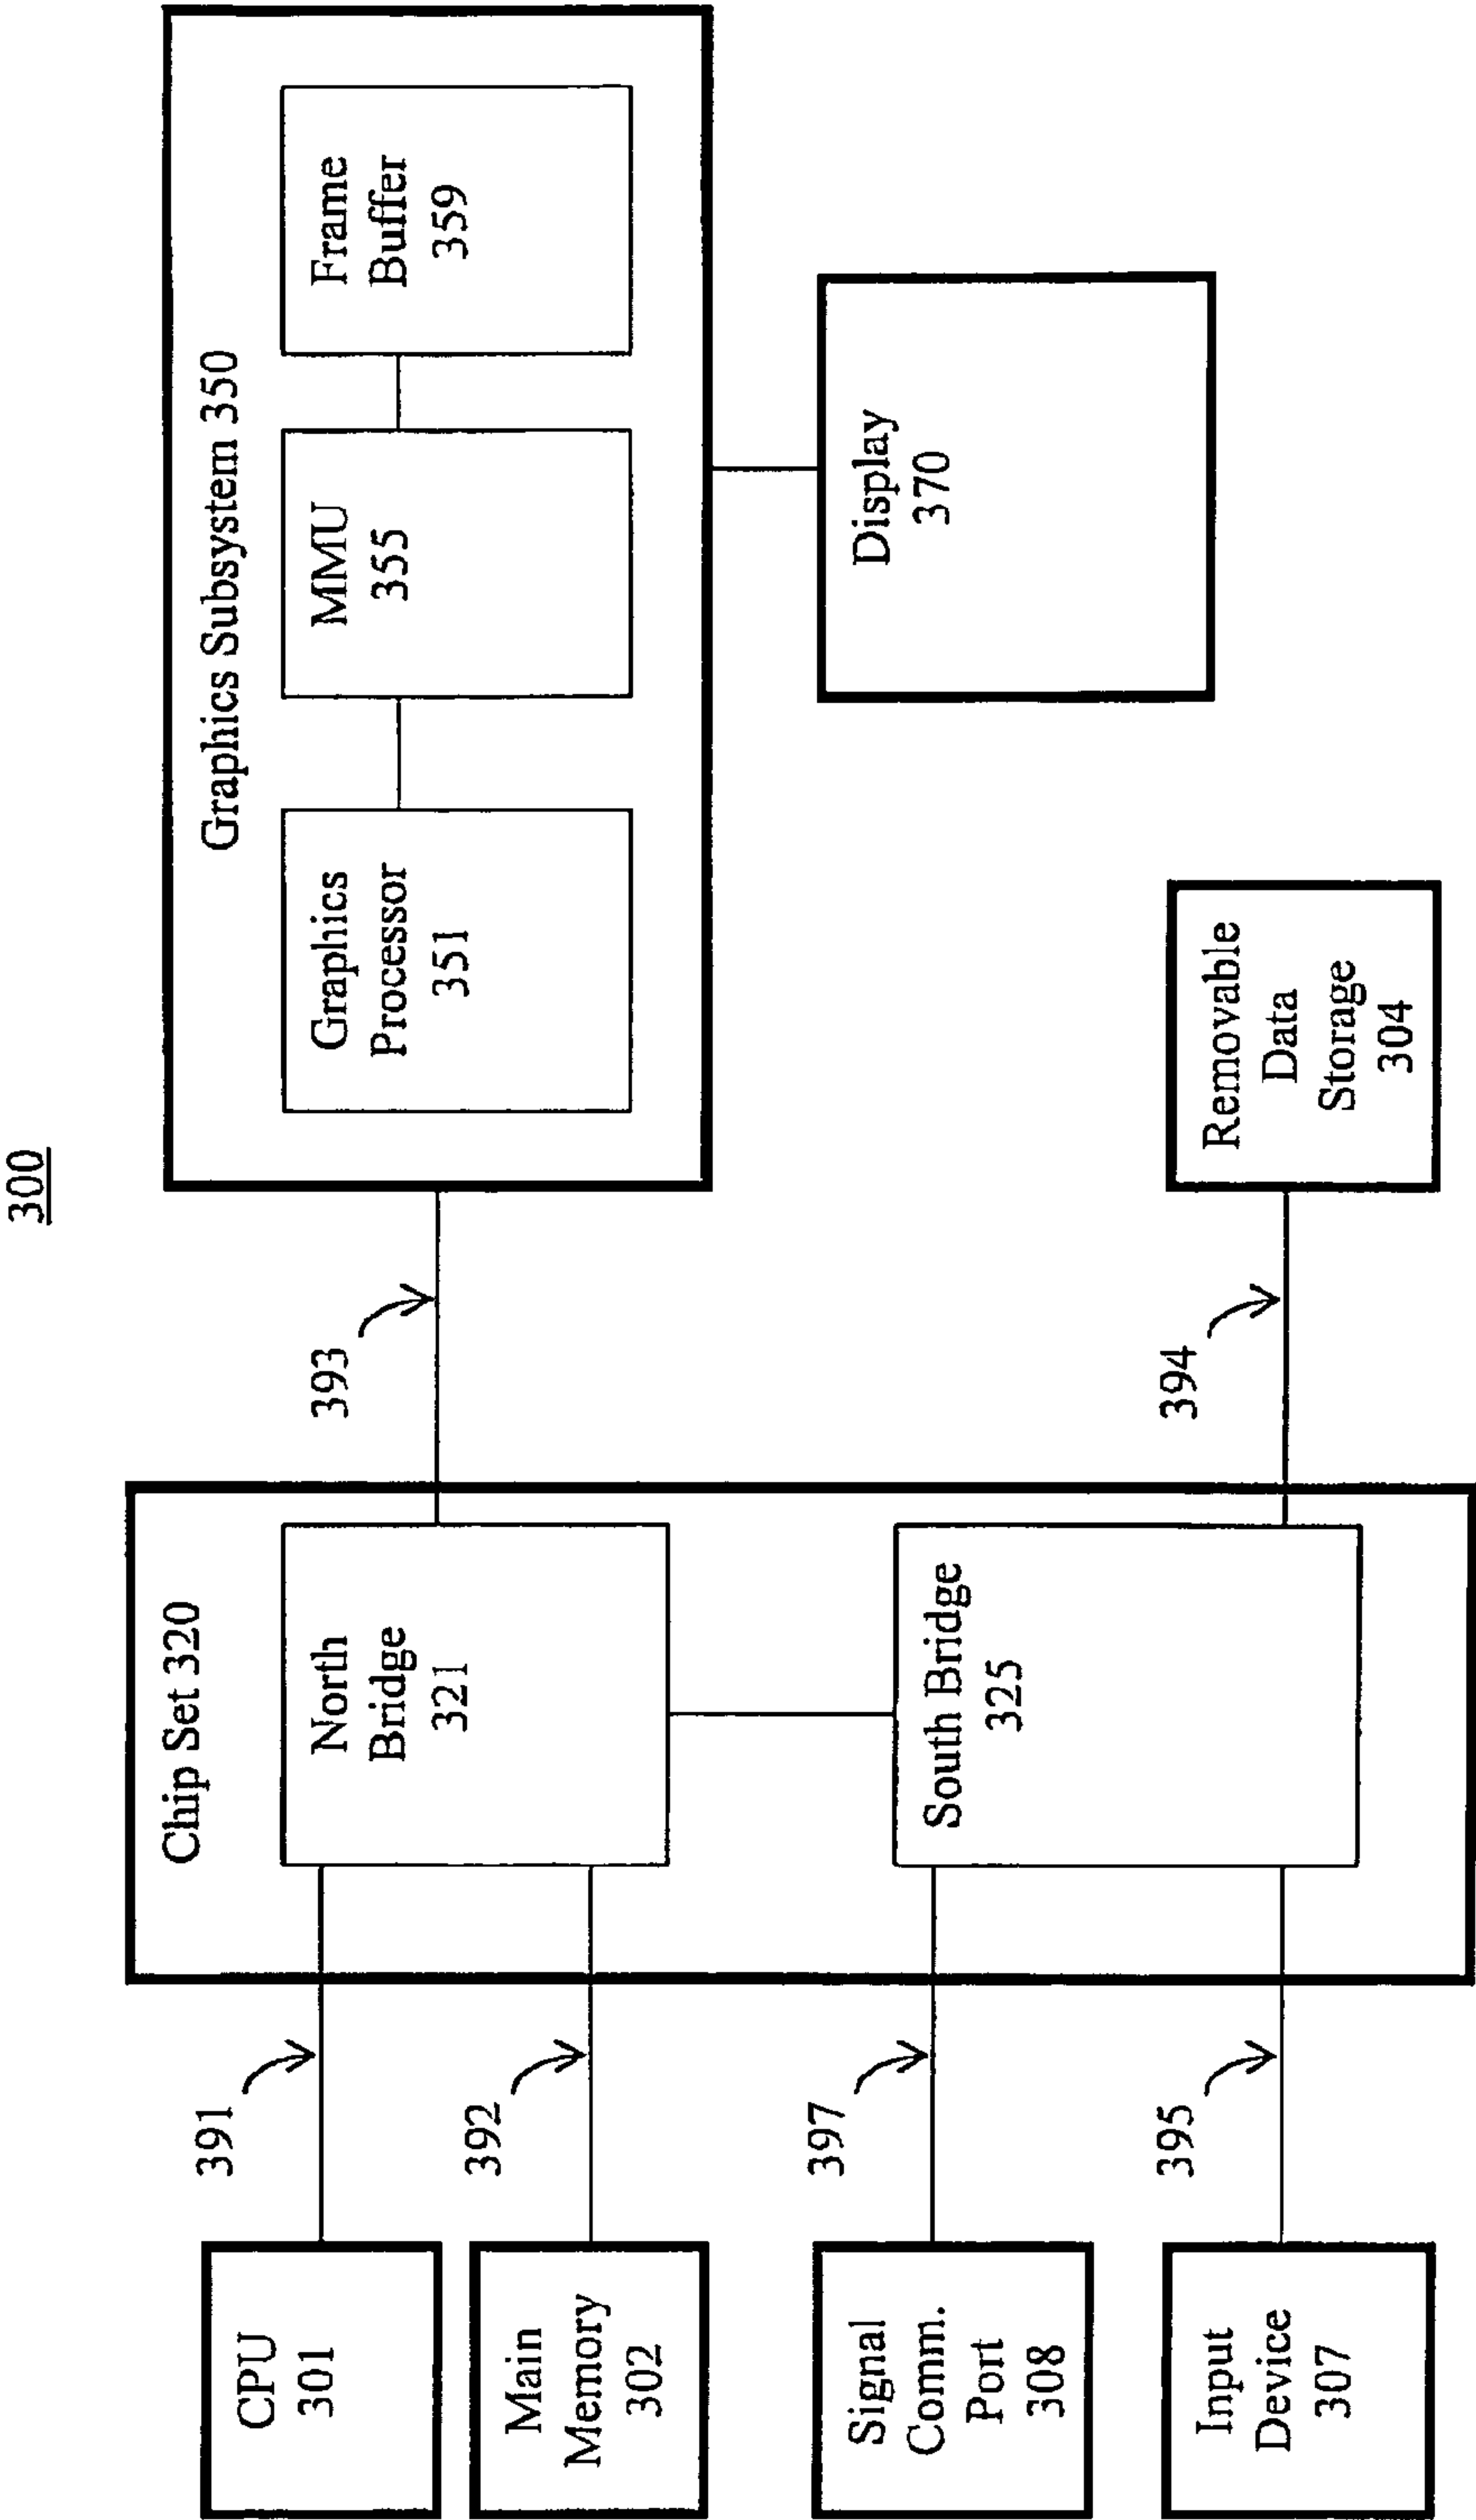 300
Chip Set 320
Graphics Subsystem 350
CPU
301
391
North
Bridge
321
393
Graphics
Processor
351
MMU
355
Frame
Buffer
359
Main
Memory
302
392
Signal
Comm.
Port
308
397
South Bridge
325
Display
370
Input
Device
307
395
394
Removable
Data
Storage
304